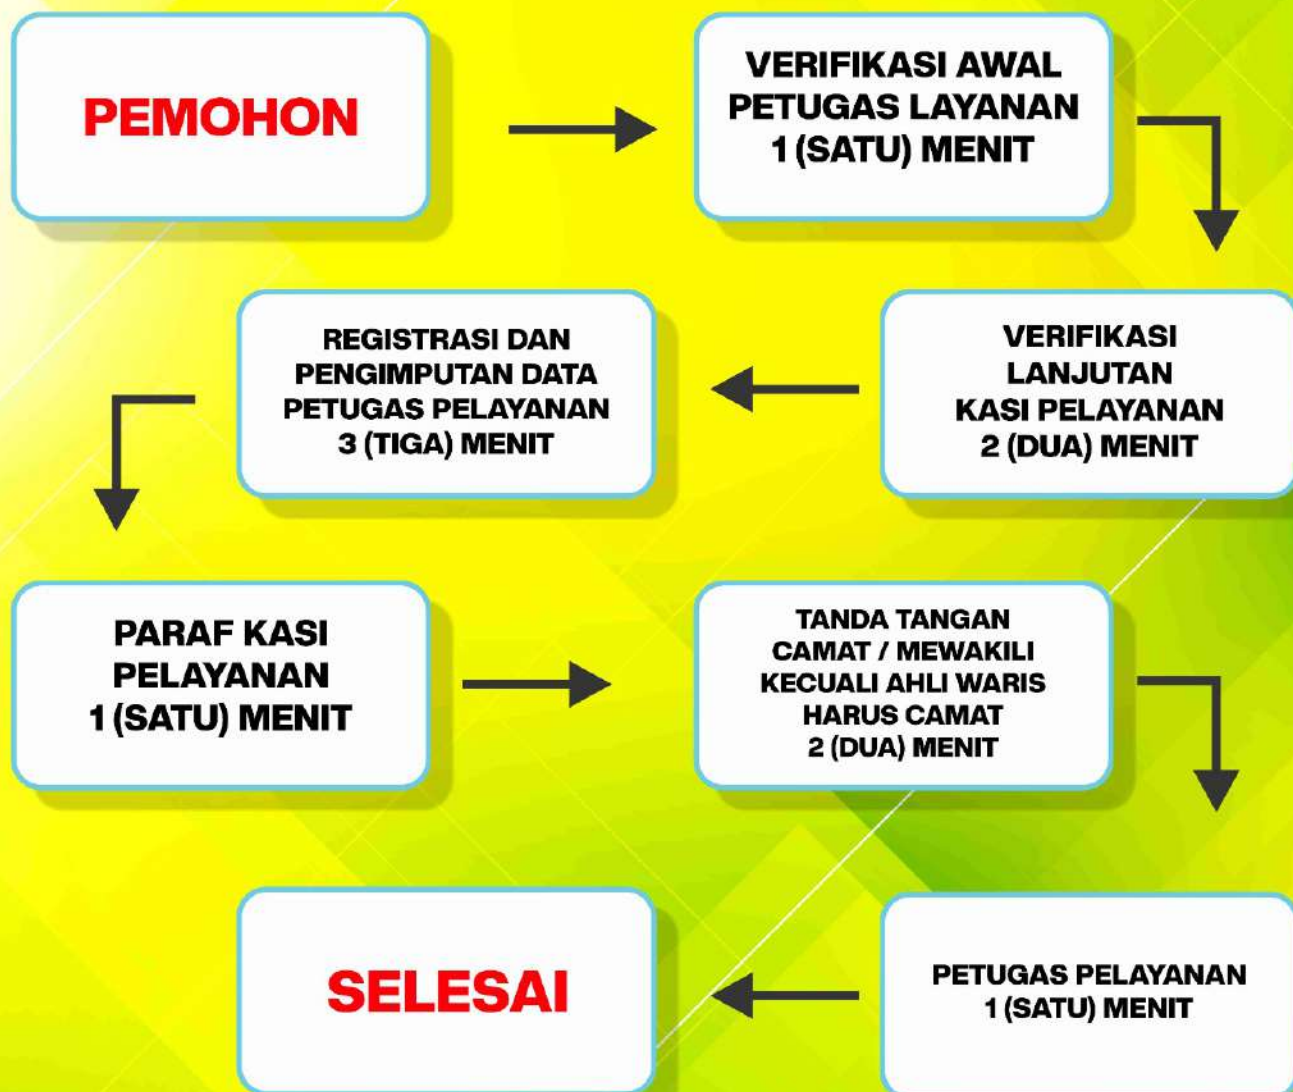 PEMOHON
VERIFIKASI AWAL
PETUGAS LAYANAN
1 (SATU) MENIT
VERIFIKASI
LANJUTAN
KASI PELAYANAN
2 (DUA) MENIT
REGISTRASI DAN
PENGIMPUTAN DATA
PETUGAS PELAYANAN
3 (TIGA) MENIT
PARAF KASI
PELAYANAN
1 (SATU) MENIT
TANDA TANGAN
CAMAT / MEWAKILI
KECUALI AHLI WARIS
HARUS CAMAT
2 (DUA) MENIT
PETUGAS PELAYANAN
1 (SATU) MENIT
SELESAI